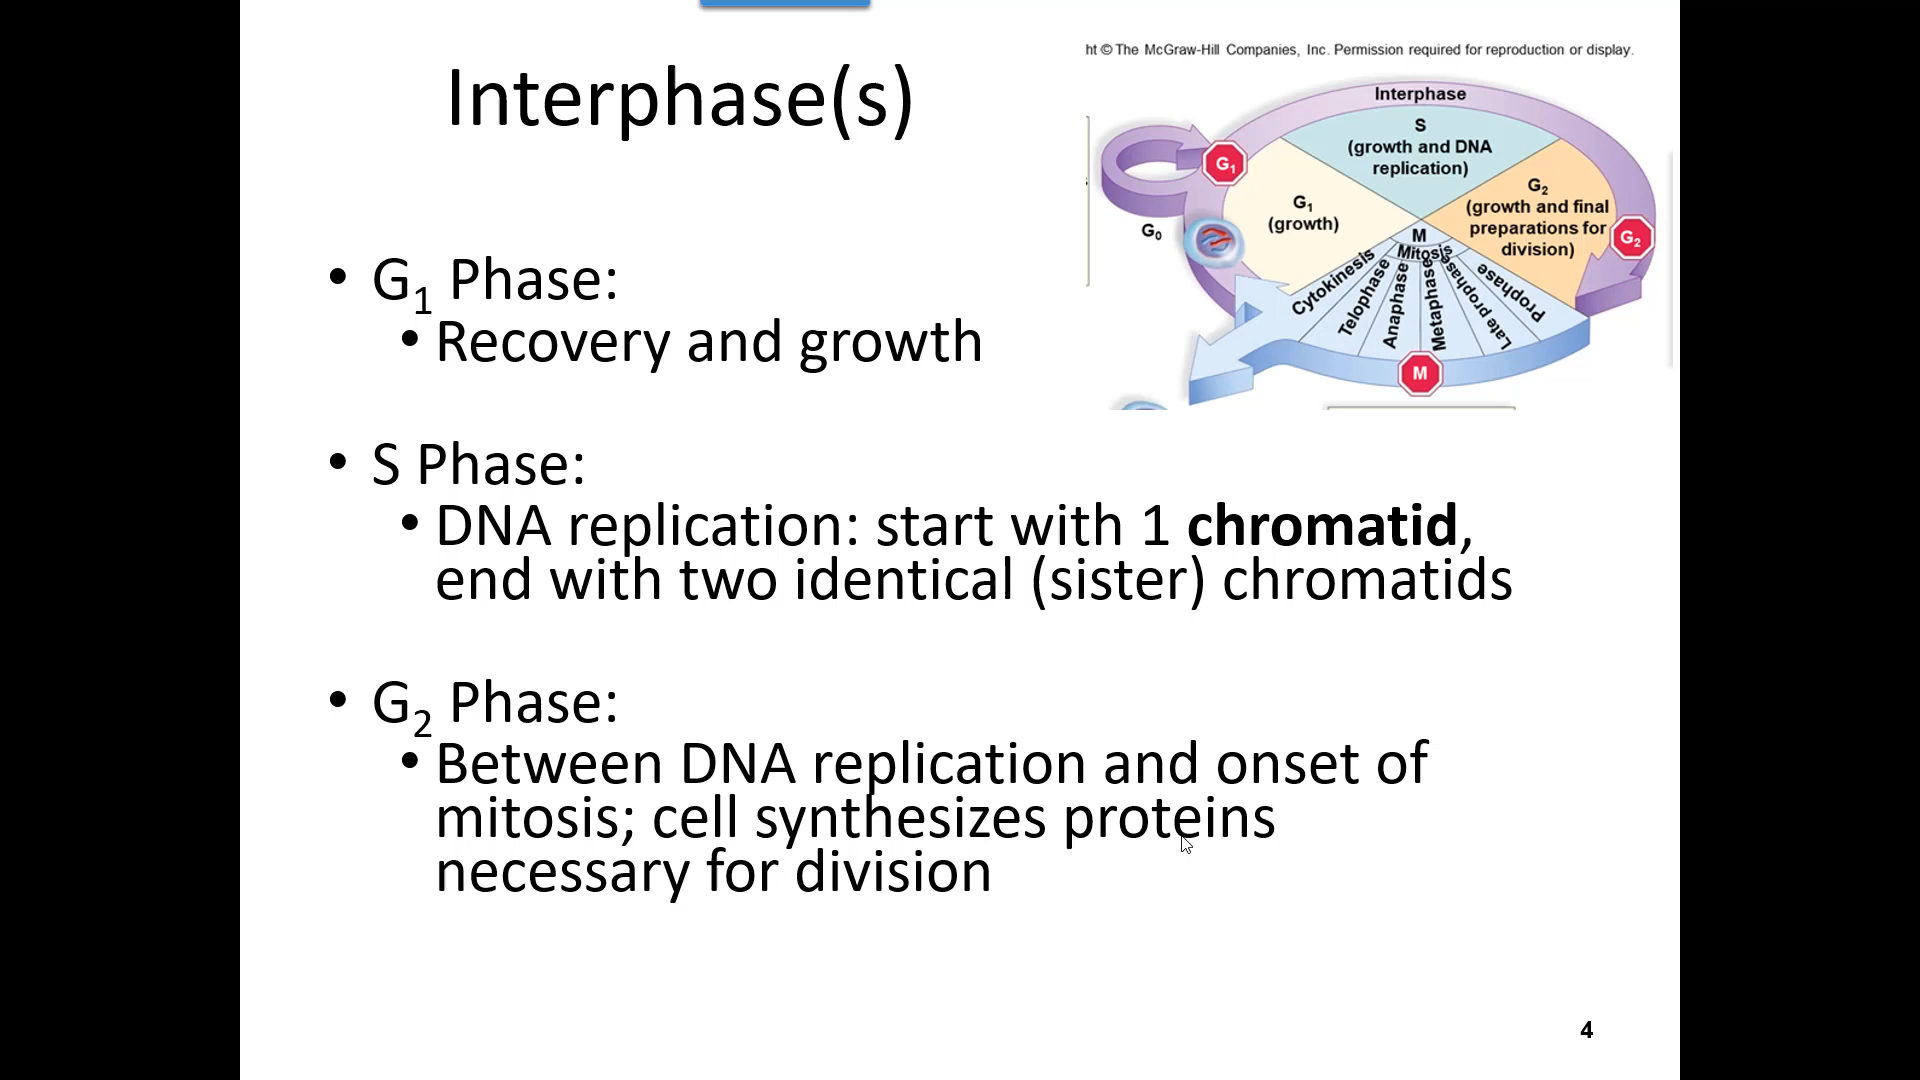 Interphase(s)
ht © The McGraw-Hill Companies, Inc. Permission required for reproduction or display.
Interphase
S
(growth and DNA
replication)
G₁
G₂
(growth and final
preparations for
division)
G₂
G₁
(growth)
G₀
M
Mitosis
Cytokinesis
Telophase
Anaphase
Metaphase
Late prophase
Prophase
M
• G₁ Phase:
• Recovery and growth
• S Phase:
• DNA replication: start with 1 chromatid,
end with two identical (sister) chromatids
• G₂ Phase:
• Between DNA replication and onset of
mitosis; cell synthesizes proteins
necessary for division
4